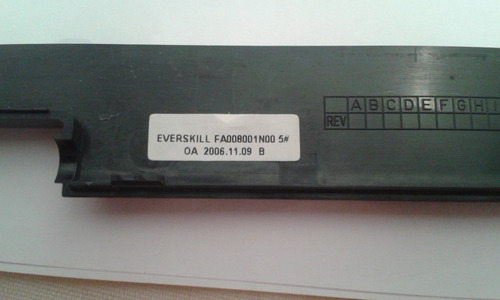 EVERSKILL FA008001N00 5#
OA 2006.11.09 B
A B C D E F G H I
REV